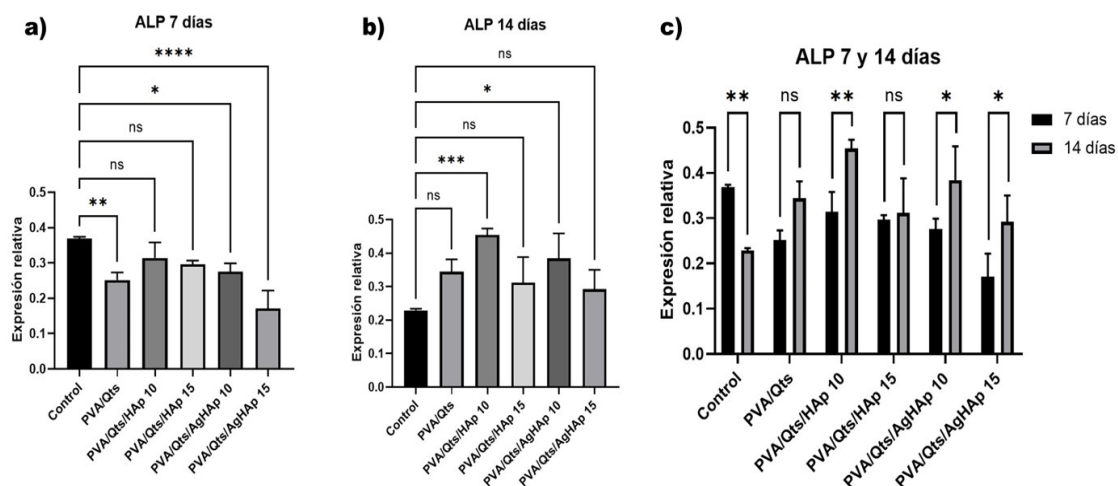 a)
ALP 7 días
****
*
ns
ns
**
Expresión relativa
0.5
0.4
0.3
0.2
0.1
0.0
Control
PVA/Qts
PVA/Qts/HAp 10
PVA/Qts/HAp 15
PVA/Qts/AgHAp 10
PVA/Qts/AgHAp 15
b)
ALP 14 días
ns
*
ns
***
ns
Expresión relativa
0.5
0.4
0.3
0.2
0.1
0.0
Control
PVA/Qts
PVA/Qts/HAp 10
PVA/Qts/HAp 15
PVA/Qts/AgHAp 10
PVA/Qts/AgHAp 15
c)
ALP 7 y 14 días
** ns ** ns * *
7 días
14 días
Expresión relativa
0.5
0.4
0.3
0.2
0.1
0.0
Control
PVA/Qts
PVA/Qts/HAp 10
PVA/Qts/HAp 15
PVA/Qts/AgHAp 10
PVA/Qts/AgHAp 15